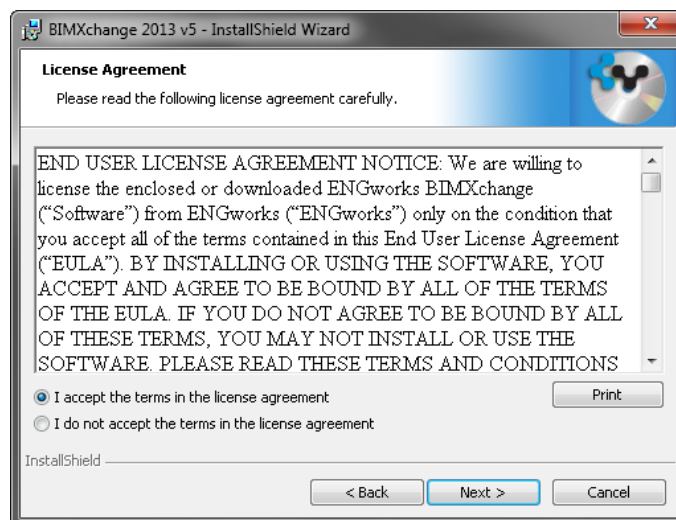 BIMXchange 2013 v5 - InstallShield Wizard
License Agreement
Please read the following license agreement carefully.
END USER LICENSE AGREEMENT NOTICE: We are willing to
license the enclosed or downloaded ENGworks BIMXchange
(“Software”) from ENGworks (“ENGworks”) only on the condition that
you accept all of the terms contained in this End User License Agreement
(“EULA”). BY INSTALLING OR USING THE SOFTWARE, YOU
ACCEPT AND AGREE TO BE BOUND BY ALL OF THE TERMS
OF THE EULA. IF YOU DO NOT AGREE TO BE BOUND BY ALL
OF THESE TERMS, YOU MAY NOT INSTALL OR USE THE
SOFTWARE. PLEASE READ THESE TERMS AND CONDITIONS
I accept the terms in the license agreement
Print
I do not accept the terms in the license agreement
InstallShield
< Back Next > Cancel